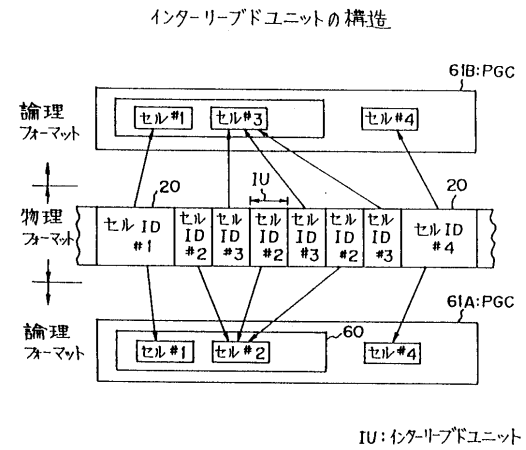 インターリーブドユニットの構造
61B:PGC
論理
フォーマット
セル#1
セル#3
セル#4
20
IU
20
物理
フォーマット
セルID
#1
セル
ID
#2
セル
ID
#3
セル
ID
#2
セル
ID
#3
セル
ID
#2
セル
ID
#3
セルID
#4
61A:PGC
論理
フォーマット
セル#1
セル#2
60
セル#4
IU:インターリーブドユニット